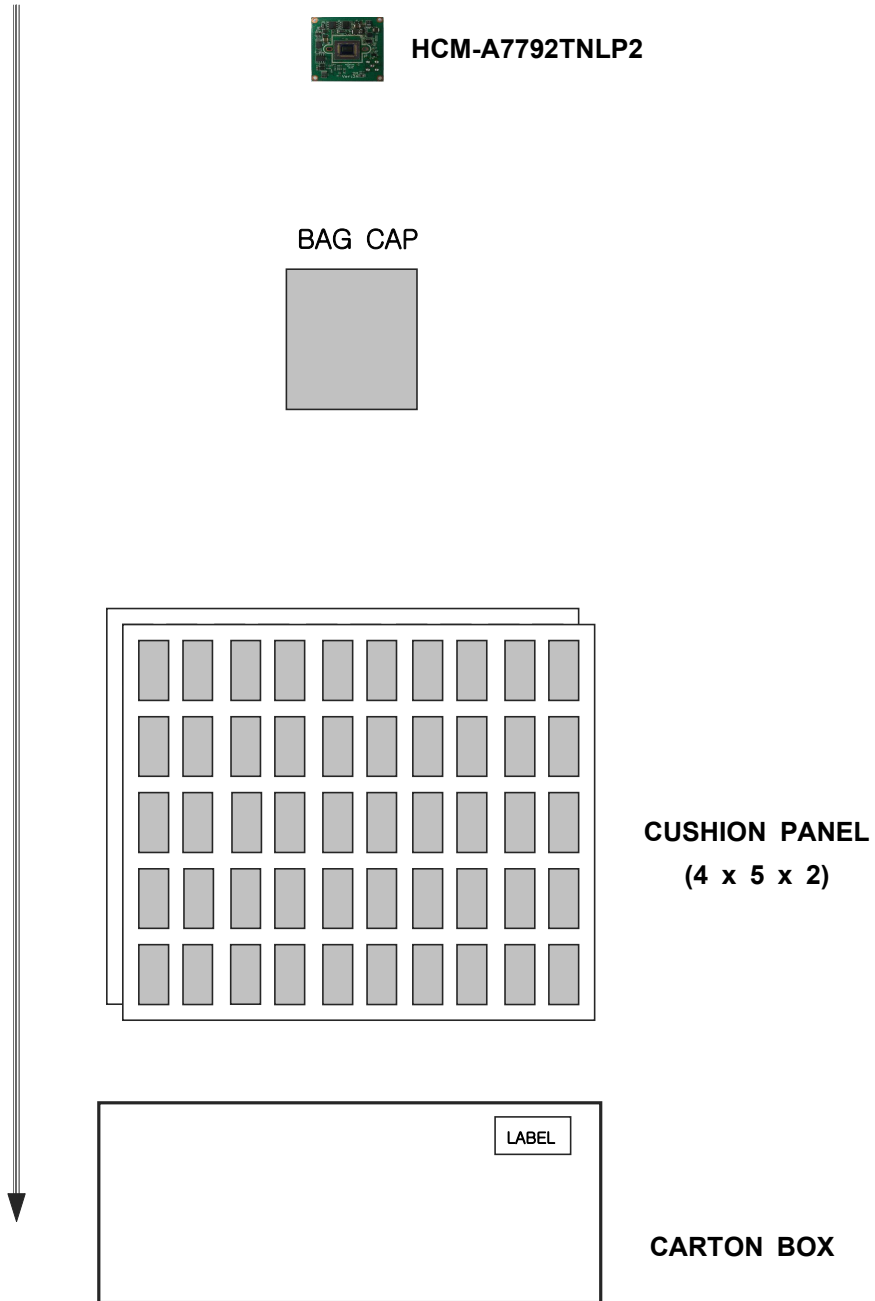 HCM-A7792TNLP2
BAG CAP
CUSHION PANEL
(4 x 5 x 2)
LABEL
CARTON BOX